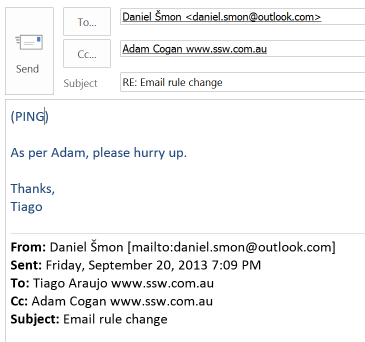 To... Daniel Šmon <daniel.smon@outlook.com>
Cc... Adam Cogan www.ssw.com.au
Send
Subject RE: Email rule change
(PING)
As per Adam, please hurry up.
Thanks,
Tiago
From: Daniel Šmon [mailto:daniel.smon@outlook.com]
Sent: Friday, September 20, 2013 7:09 PM
To: Tiago Araujo www.ssw.com.au
Cc: Adam Cogan www.ssw.com.au
Subject: Email rule change